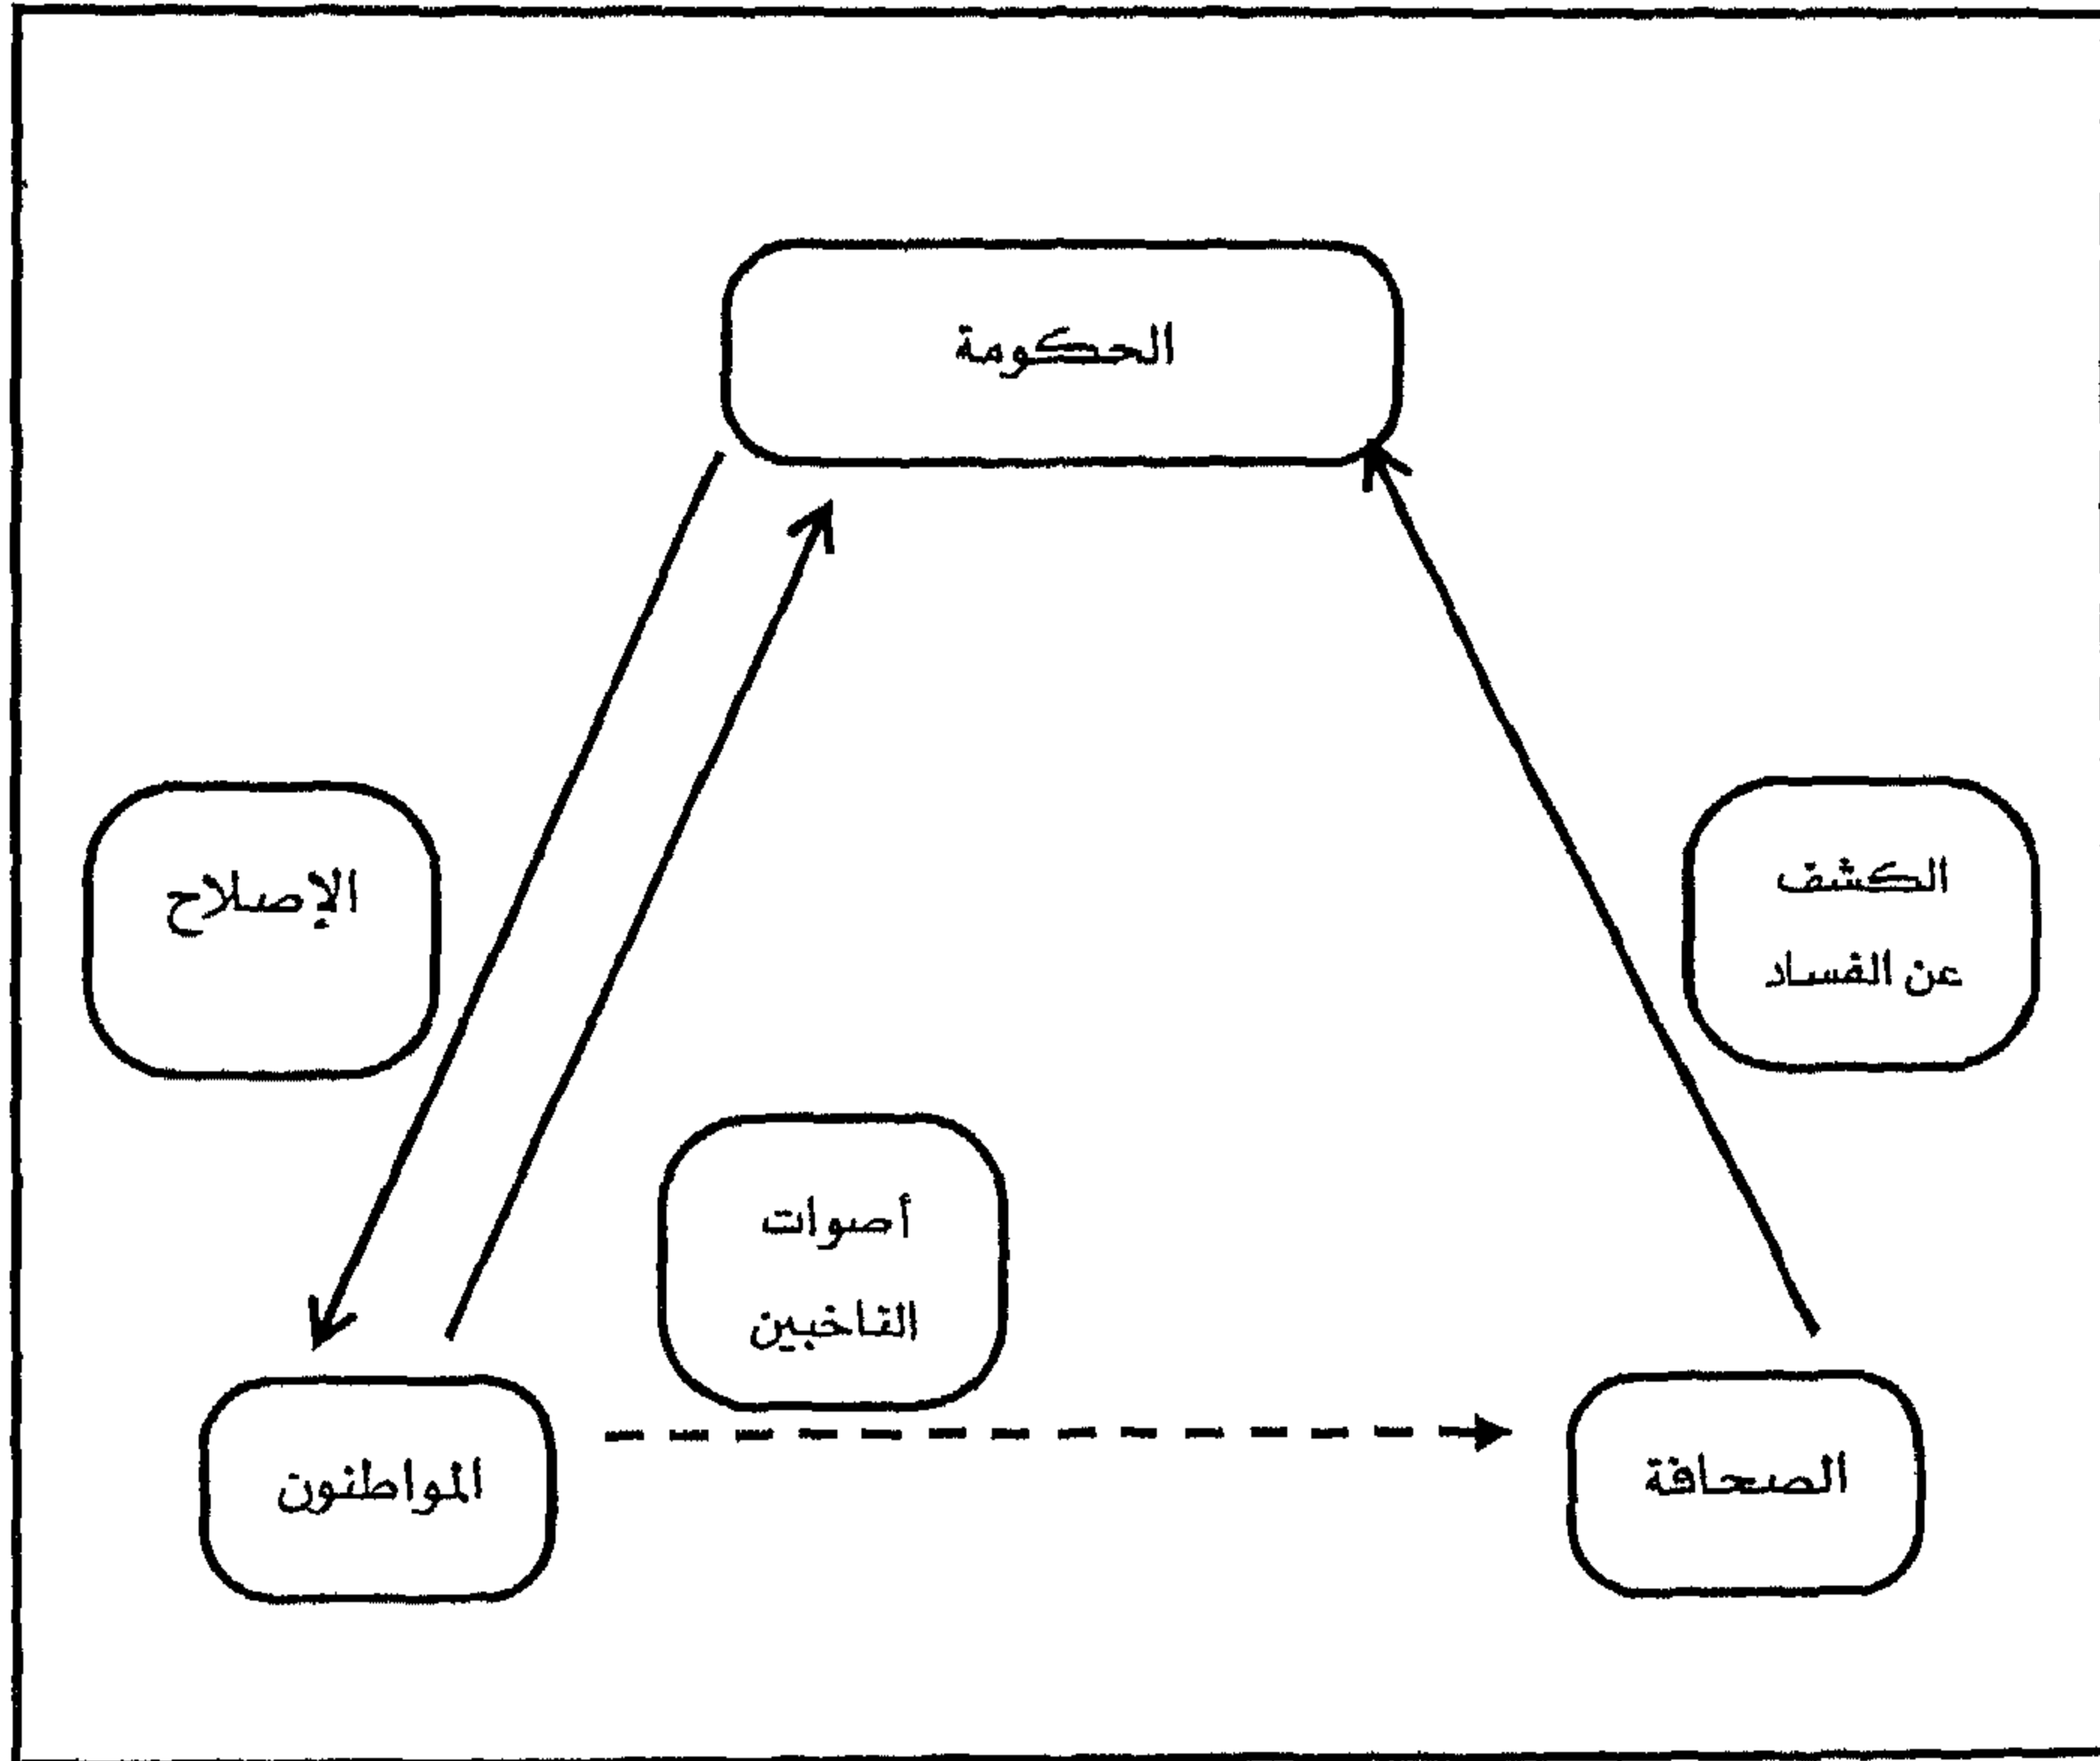 الحكومة
الكشف
عن الفساد
الإصلاح
أصوات
الناخبين
الصحافة
المواطنون